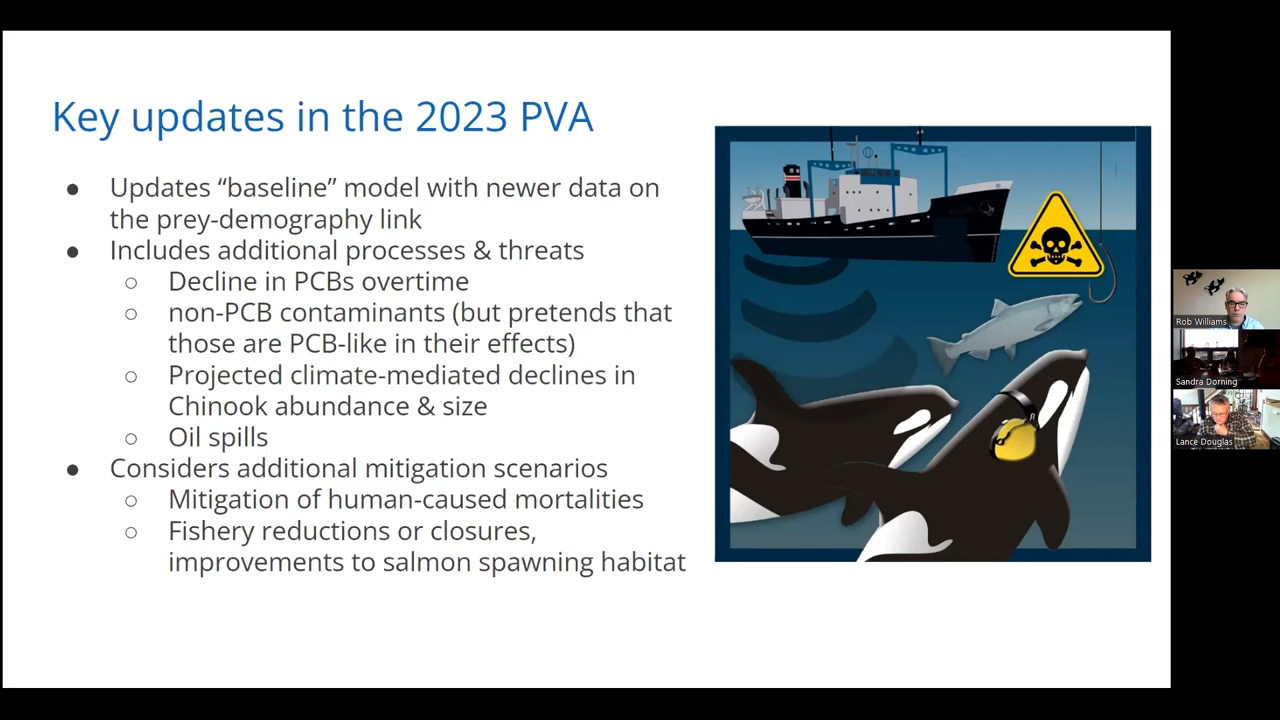 Key updates in the 2023 PVA
● Updates “baseline” model with newer data on
the prey-demography link
● Includes additional processes & threats
○ Decline in PCBs overtime
○ non-PCB contaminants (but pretends that
those are PCB-like in their effects)
○ Projected climate-mediated declines in
Chinook abundance & size
○ Oil spills
● Considers additional mitigation scenarios
○ Mitigation of human-caused mortalities
○ Fishery reductions or closures,
improvements to salmon spawning habitat
Rob Williams
Sandra Dorning
Lance Douglas